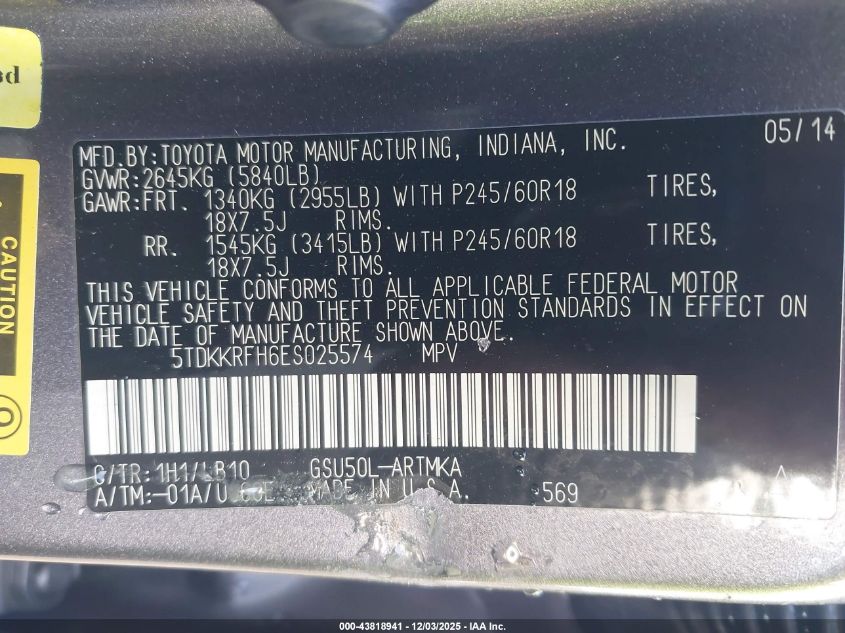 3d
CAUTION
05/14
MFD.BY:TOYOTA MOTOR MANUFACTURING, INDIANA, INC.
GVWR:2645KG (5840LB)
GAWR:FRT. 1340KG (2955LB) WITH P245/60R18 TIRES,
18X7.5J RIMS.
RR. 1545KG (3415LB) WITH P245/60R18 TIRES,
18X7.5J RIMS.
THIS VEHICLE CONFORMS TO ALL APPLICABLE FEDERAL MOTOR
VEHICLE SAFETY AND THEFT PREVENTION STANDARDS IN EFFECT ON
THE DATE OF MANUFACTURE SHOWN ABOVE.
5TDKKRFH6ES025574 MPV
C/TR:1H1/LB10 GSU50L-ARTMKA
A/TM:-01A/U MADE IN U.S.A. 569
000-43818941 - 12/03/2025 - IAA Inc.